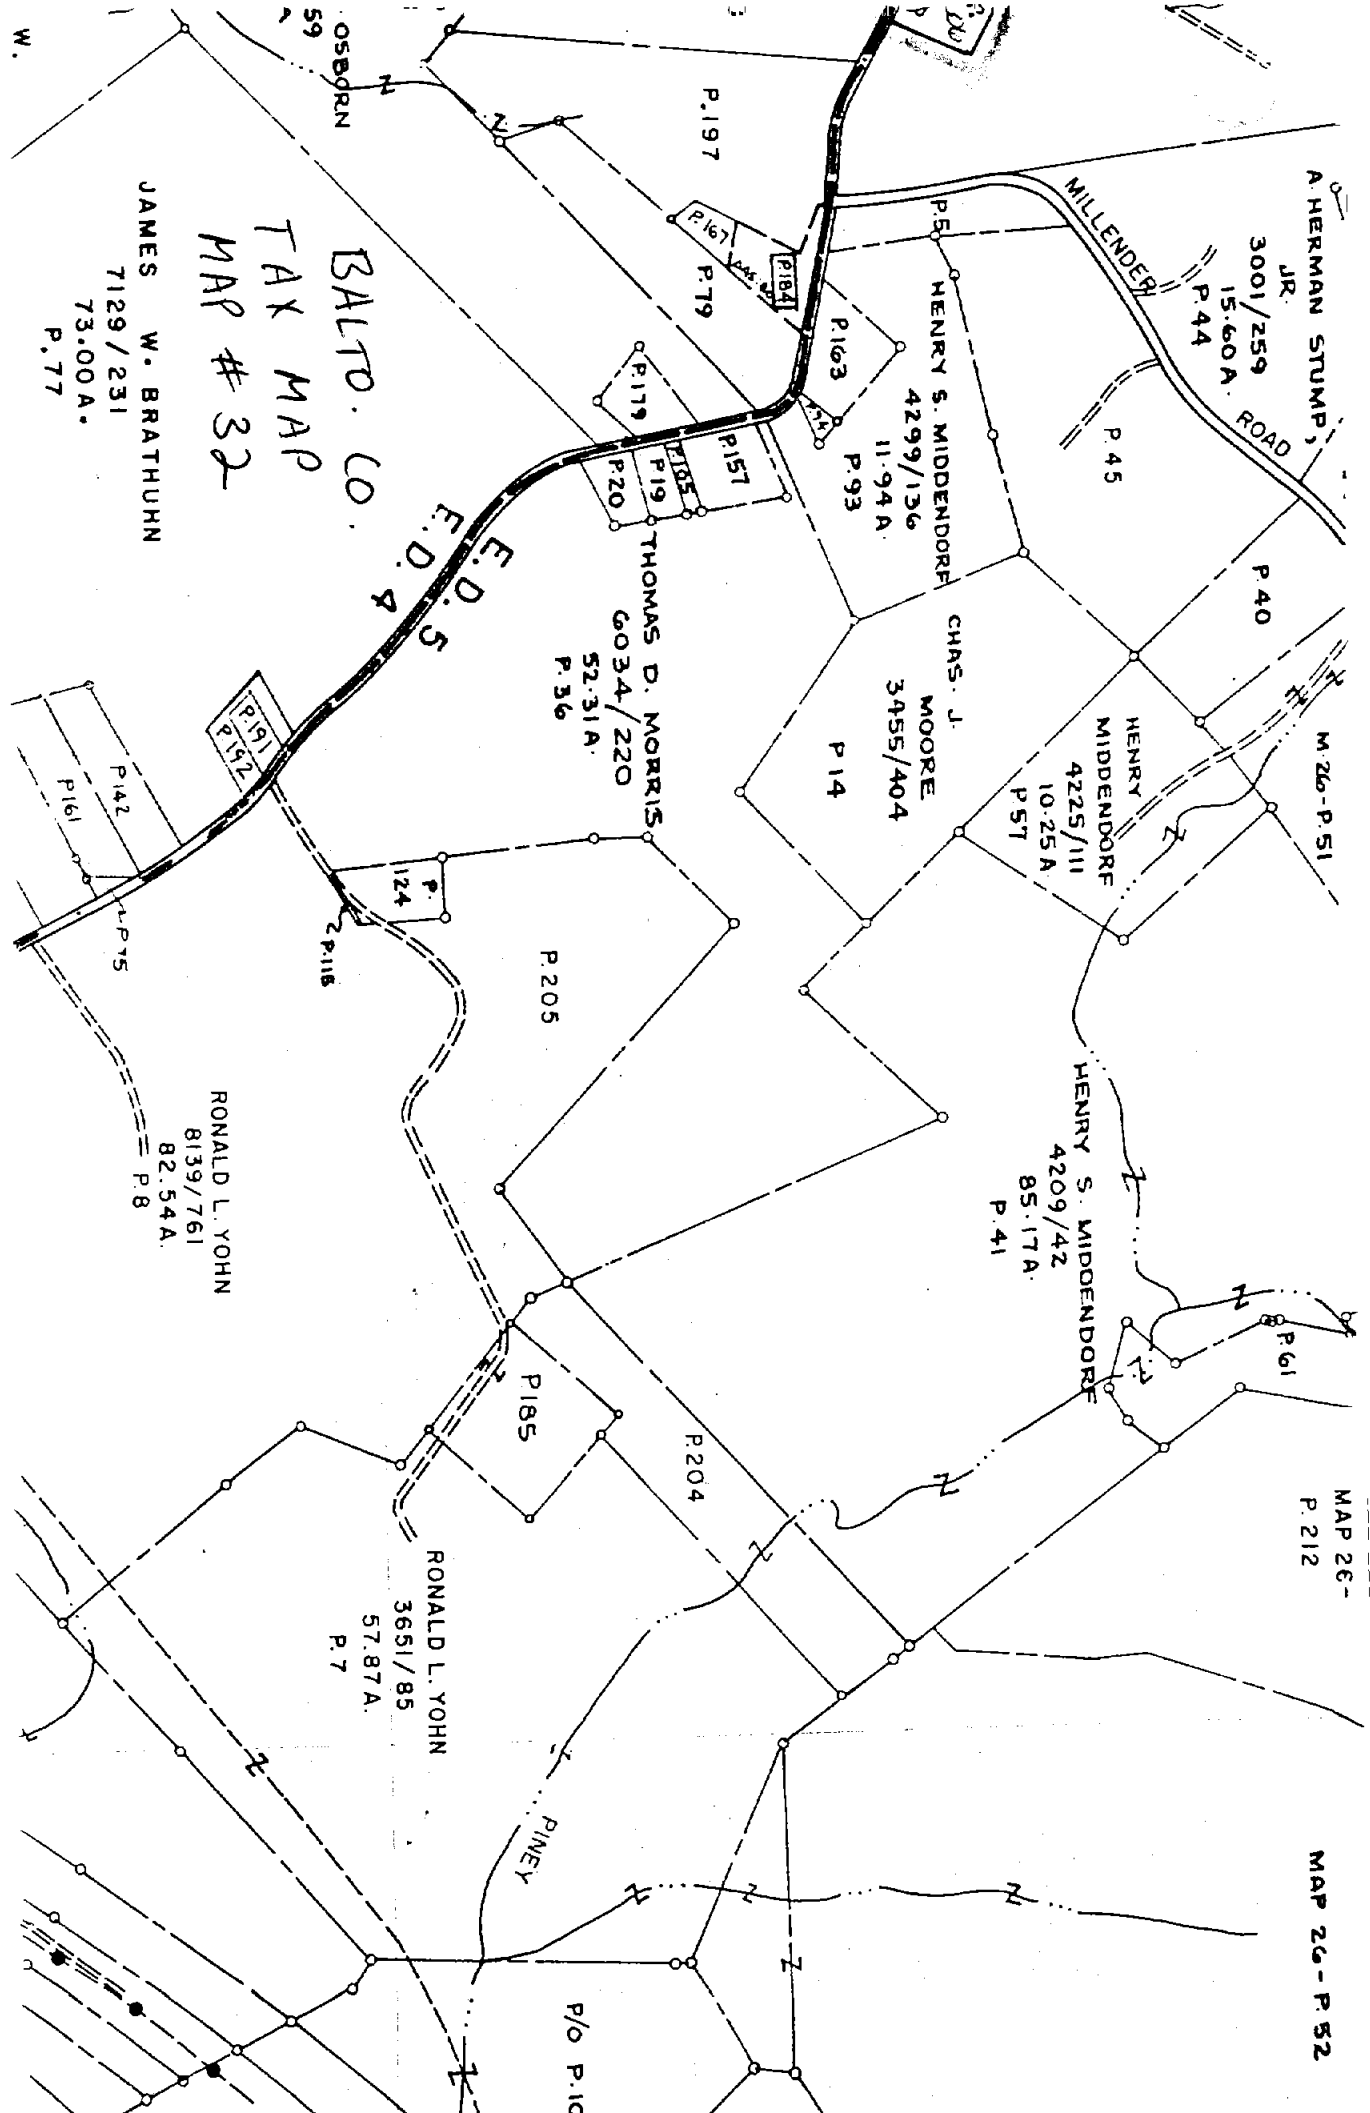 BALTO. CO.
TAX MAP
MAP # 32
A. HERMAN STUMP,
JR.
3001/259
15.60A.
P.44
MILLENDER
ROAD
P.45
P.40
M.26-P.51
HENRY
MIDDENDORF
4225/111
10.25A.
P.57
P.5
HENRY S. MIDDENDORF
4299/136
11.94A.
P.93
CHAS. J.
MOORE
3455/404
P14
P.197
P.167
P.184
P.79
P.163
P.179
P.157
P.165
P.19
P.20
OSBORN
59
W.
JAMES W. BRATHUHN
7129/231
73.00A.
P.77
E.D. 5
E.D. 4
THOMAS D. MORRIS
6034/220
52.31A.
P.36
P.191
P.192
P.142
P.161
P.75
P.
124
P.118
P.205
RONALD L. YOHN
8139/761
82.54A.
P.8
HENRY S. MIDDENDORF
4209/42
85.17A.
P.41
P.61
P.185
P.204
MAP 26-
P.212
RONALD L. YOHN
3651/85
57.87A.
P.7
PINEY
MAP 26-P.52
P/O P.10